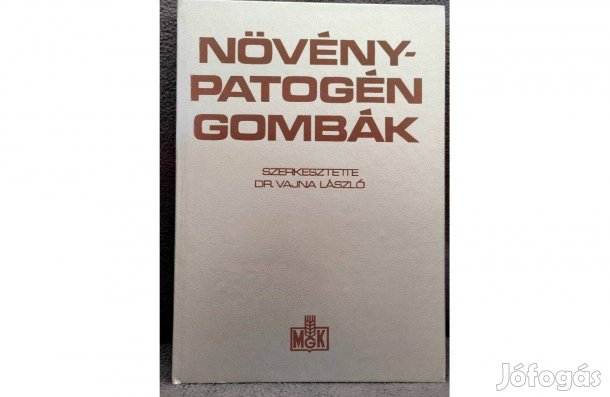 NÖVÉNY-
PATOGÉN
GOMBÁK
SZERKESZTETTE
DR. VAJNA LÁSZLÓ
MGK
Jófogás